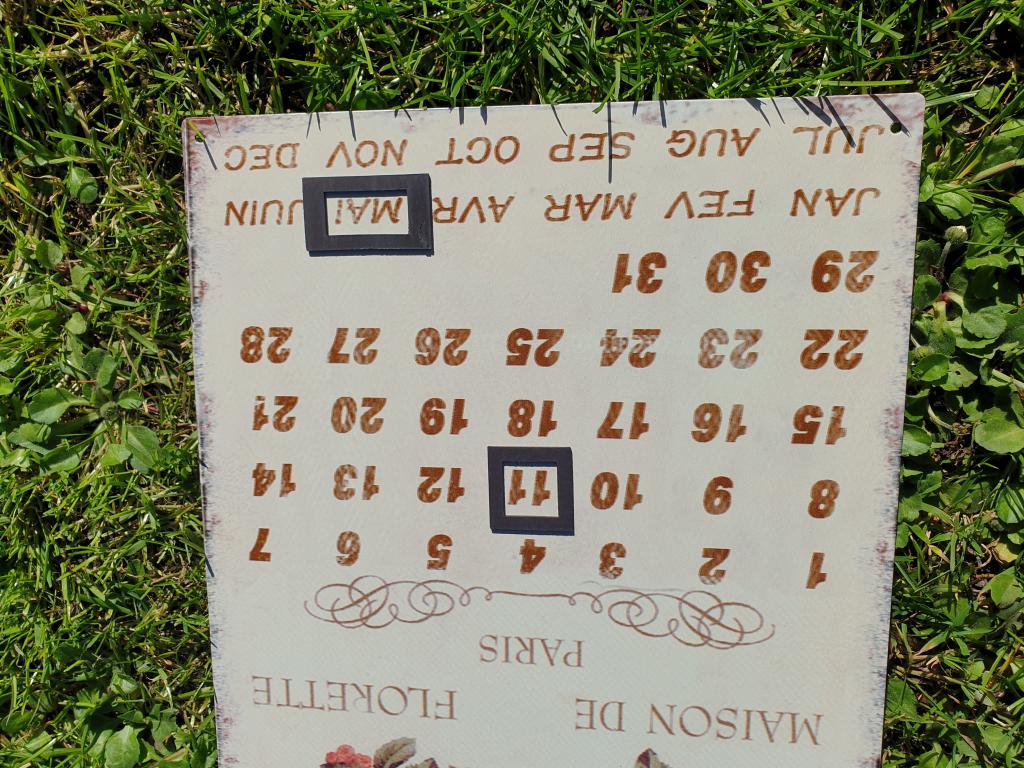 MAISON DE FLORETTE
PARIS
1 2 3 4 5 6 7
8 9 10 11 12 13 14
15 16 17 18 19 20 21
22 23 24 25 26 27 28
29 30 31
JAN FEV MAR AVR MAI JUIN
JUL AUG SEP OCT NOV DEC